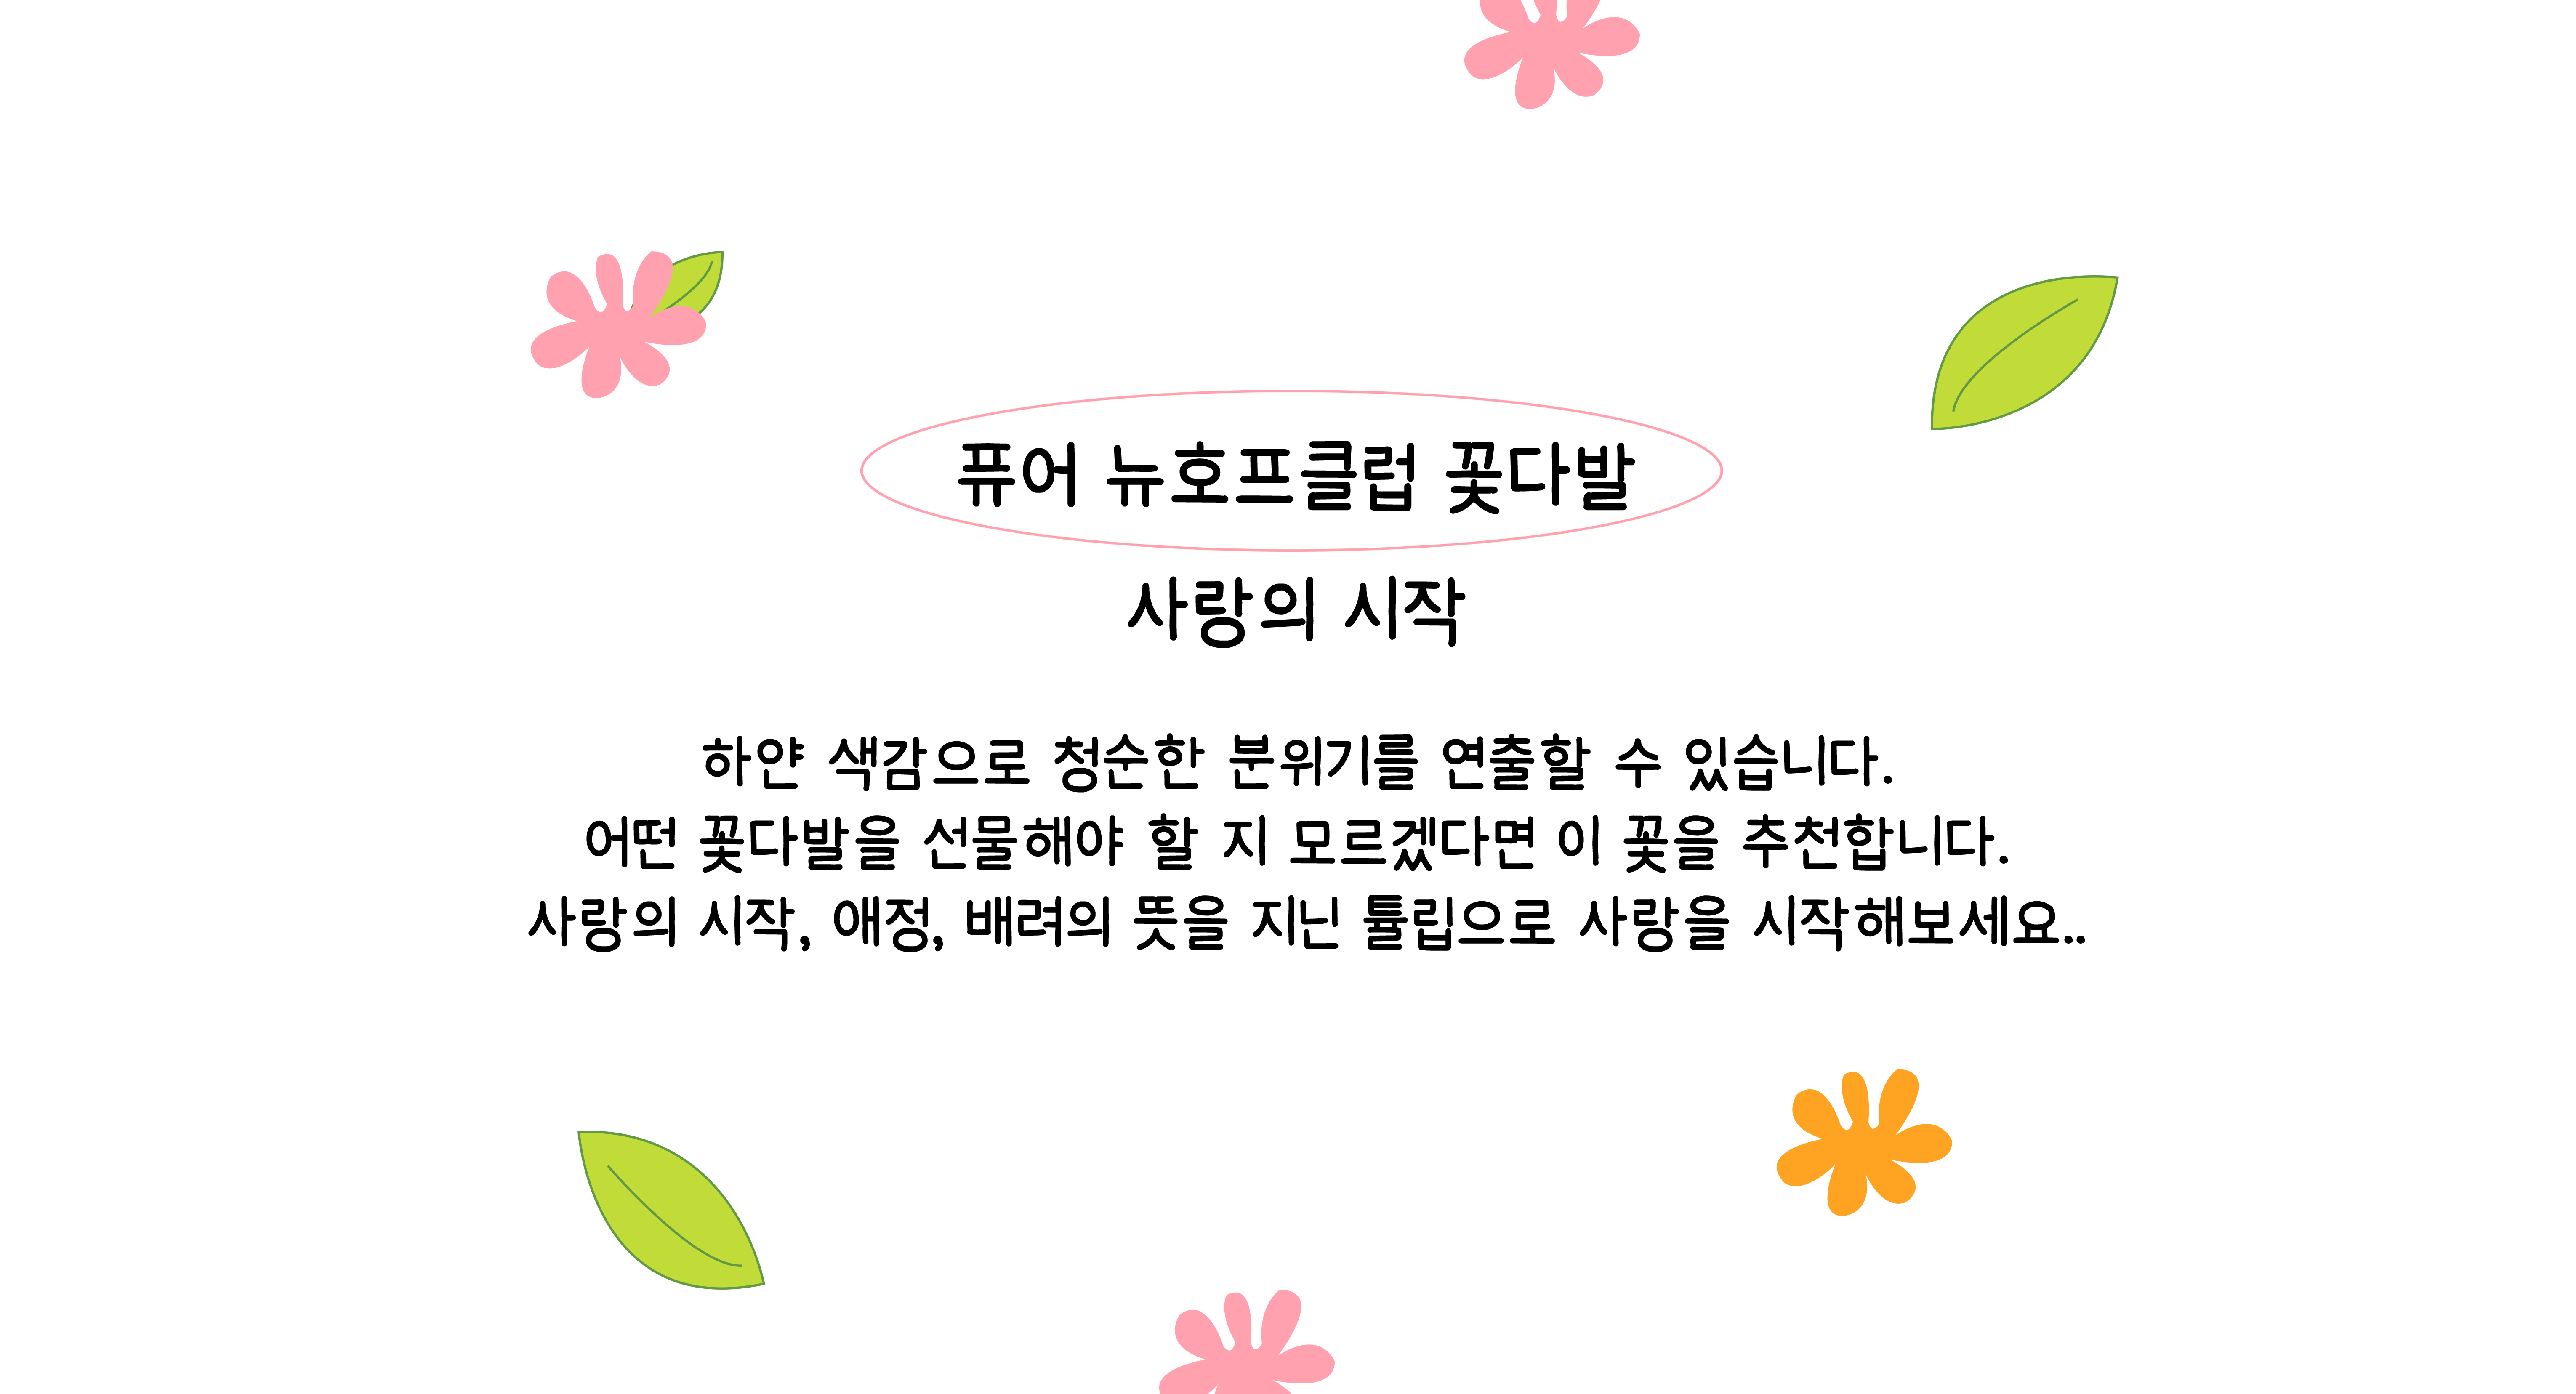 퓨어 뉴호프클럽 꽃다발
사랑의 시작
하얀 색감으로 청순한 분위기를 연출할 수 있습니다.
어떤 꽃다발을 선물해야 할 지 모르겠다면 이 꽃을 추천합니다.
사랑의 시작, 애정, 배려의 뜻을 지닌 튤립으로 사랑을 시작해보세요..